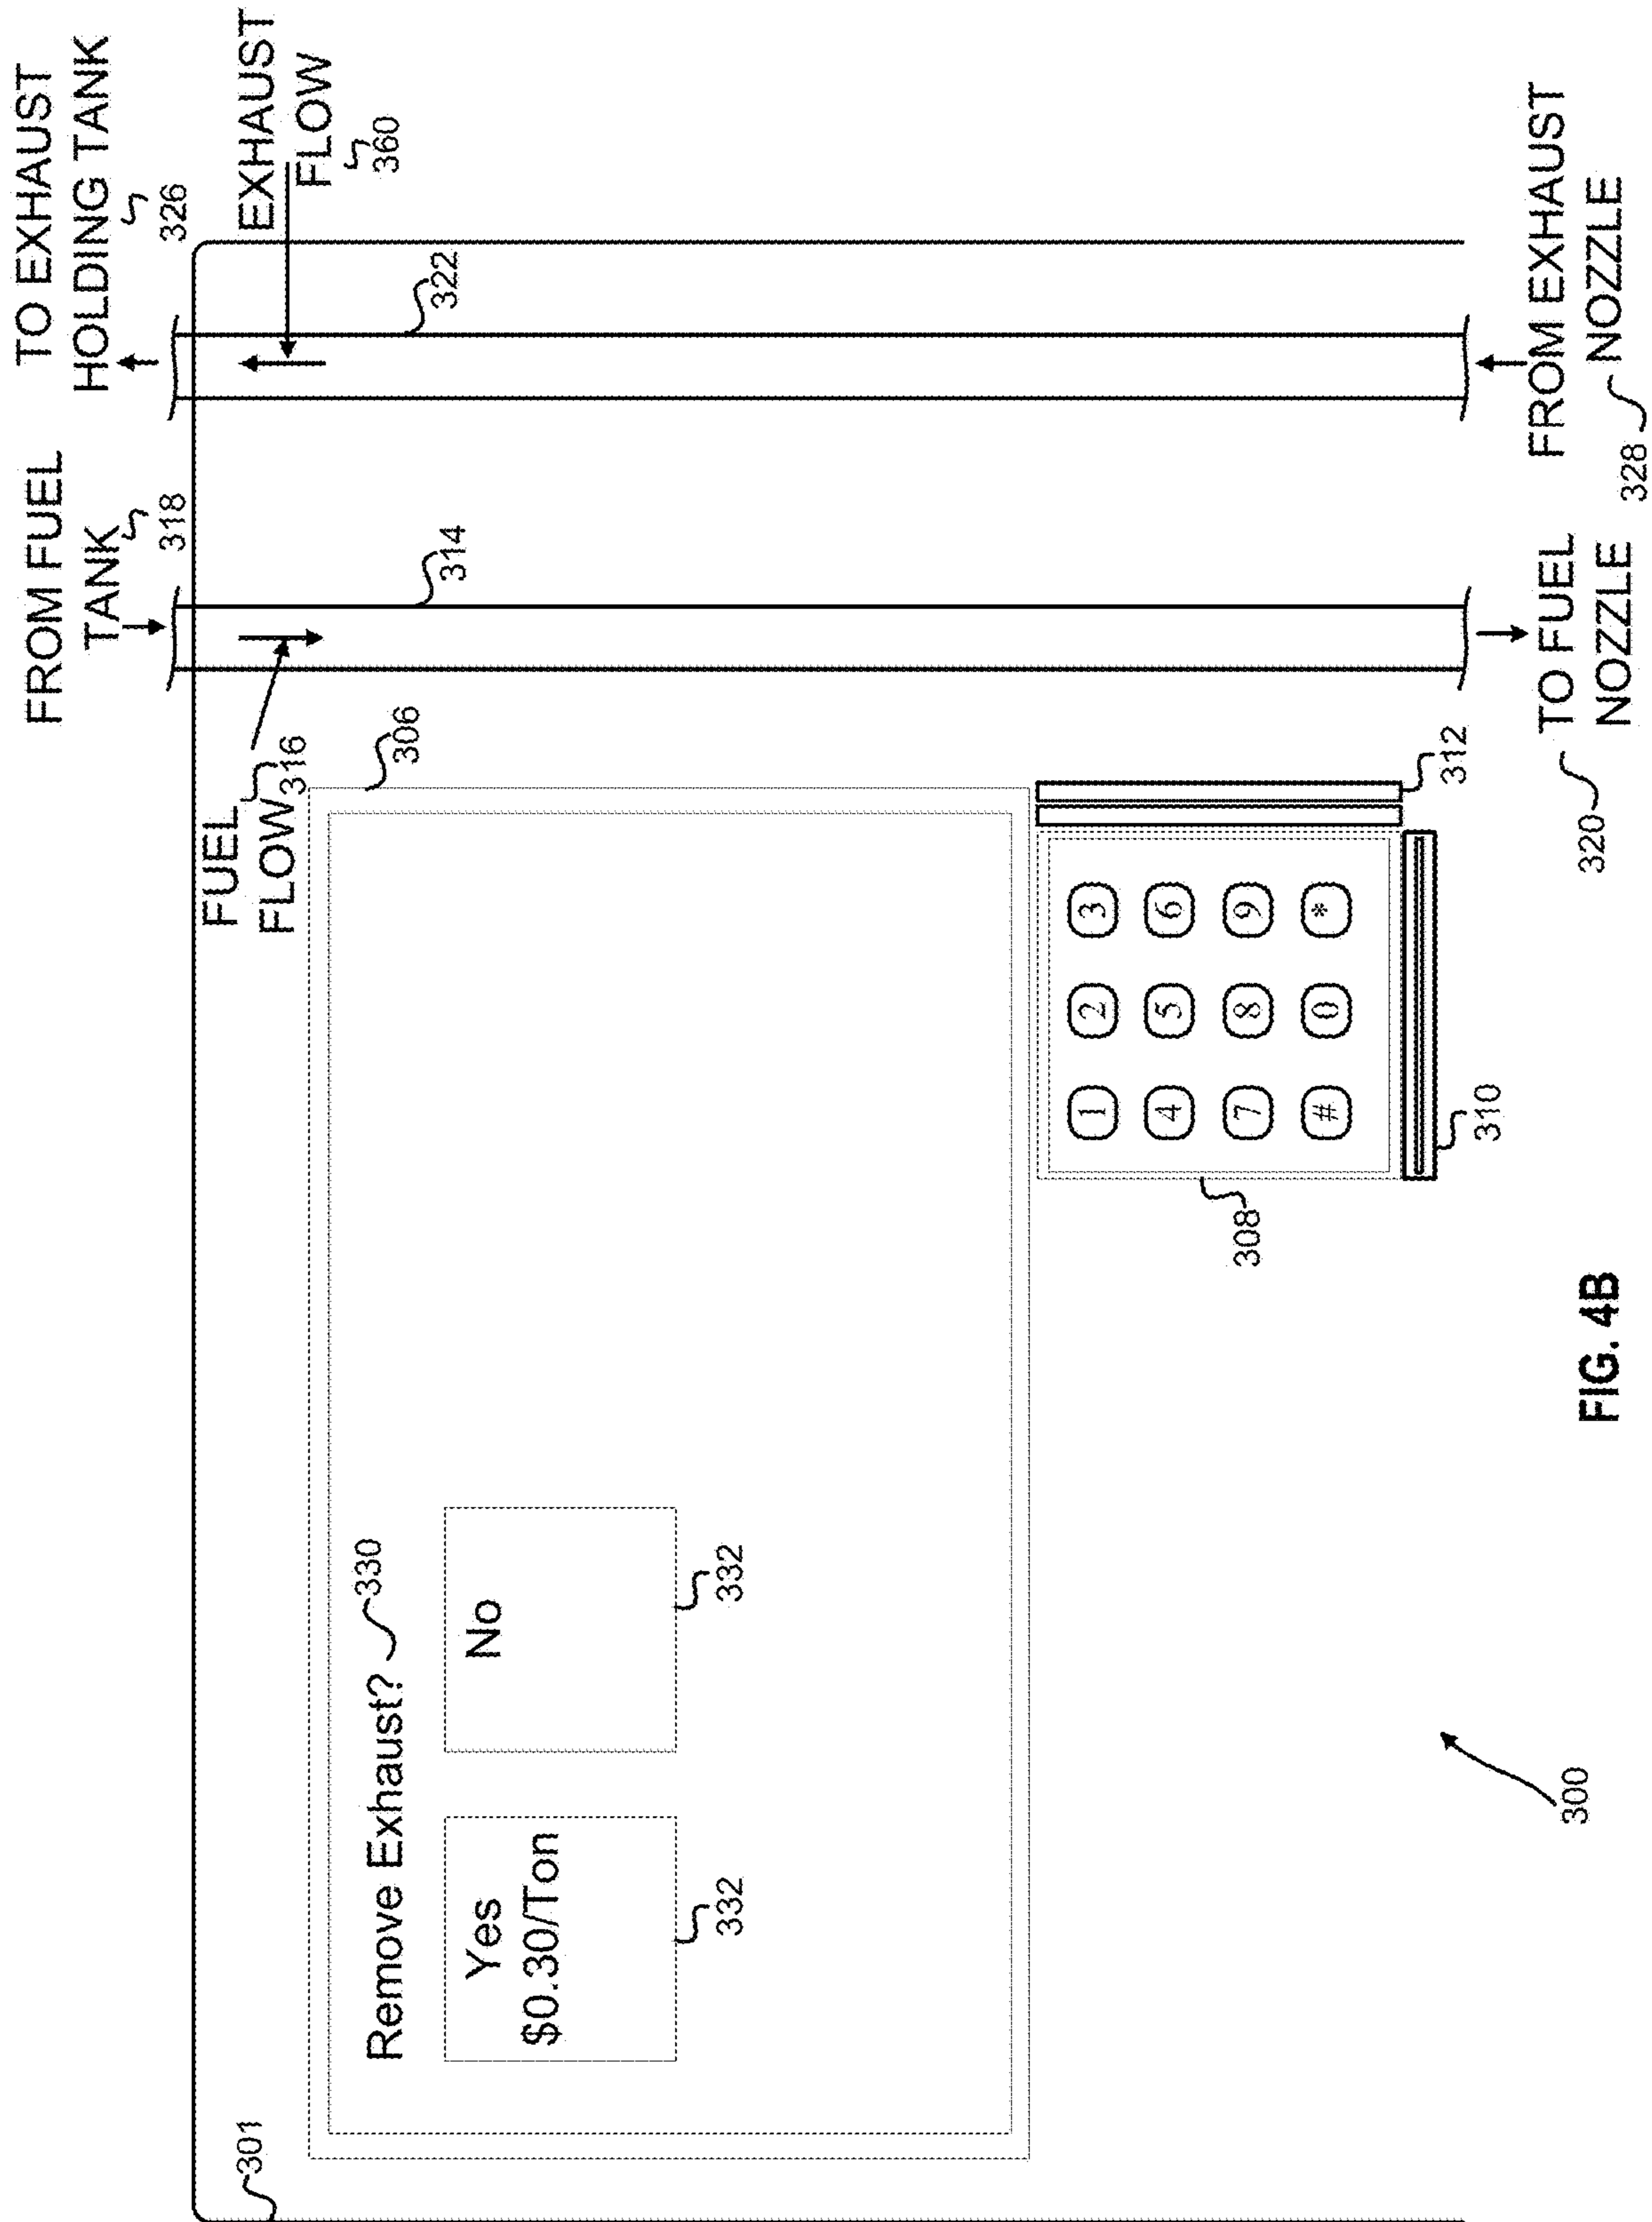 FROM FUEL
TANK
318
TO EXHAUST
HOLDING TANK
326
301
FUEL
FLOW
316
EXHAUST
FLOW
360
306
314
322
Remove Exhaust?
330
Yes
$0.30/Ton
No
332
332
1 2 3
4 5 6
7 8 9
# 0 *
308
312
310
300
320
TO FUEL
NOZZLE
FROM EXHAUST
NOZZLE
328
FIG. 4B